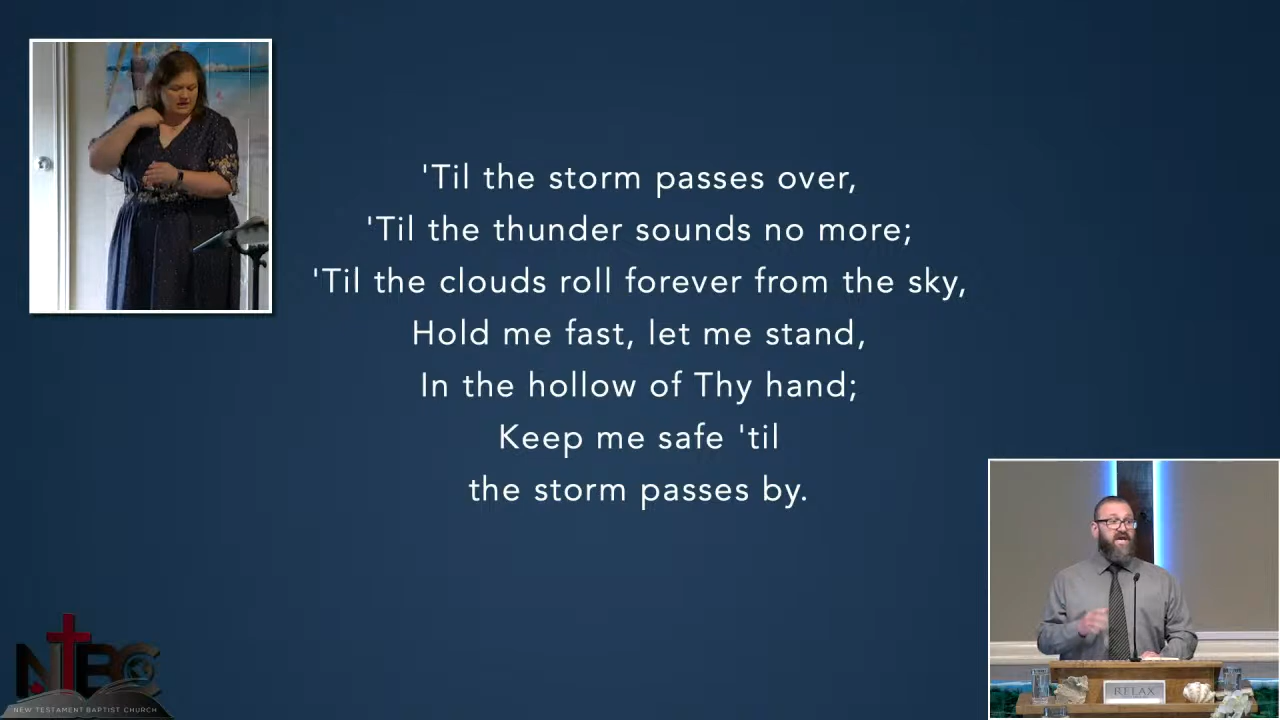 'Til the storm passes over,
'Til the thunder sounds no more;
'Til the clouds roll forever from the sky,
Hold me fast, let me stand,
In the hollow of Thy hand;
Keep me safe 'til
the storm passes by.
NTBC
NEW TESTAMENT BAPTIST CHURCH
RELAX